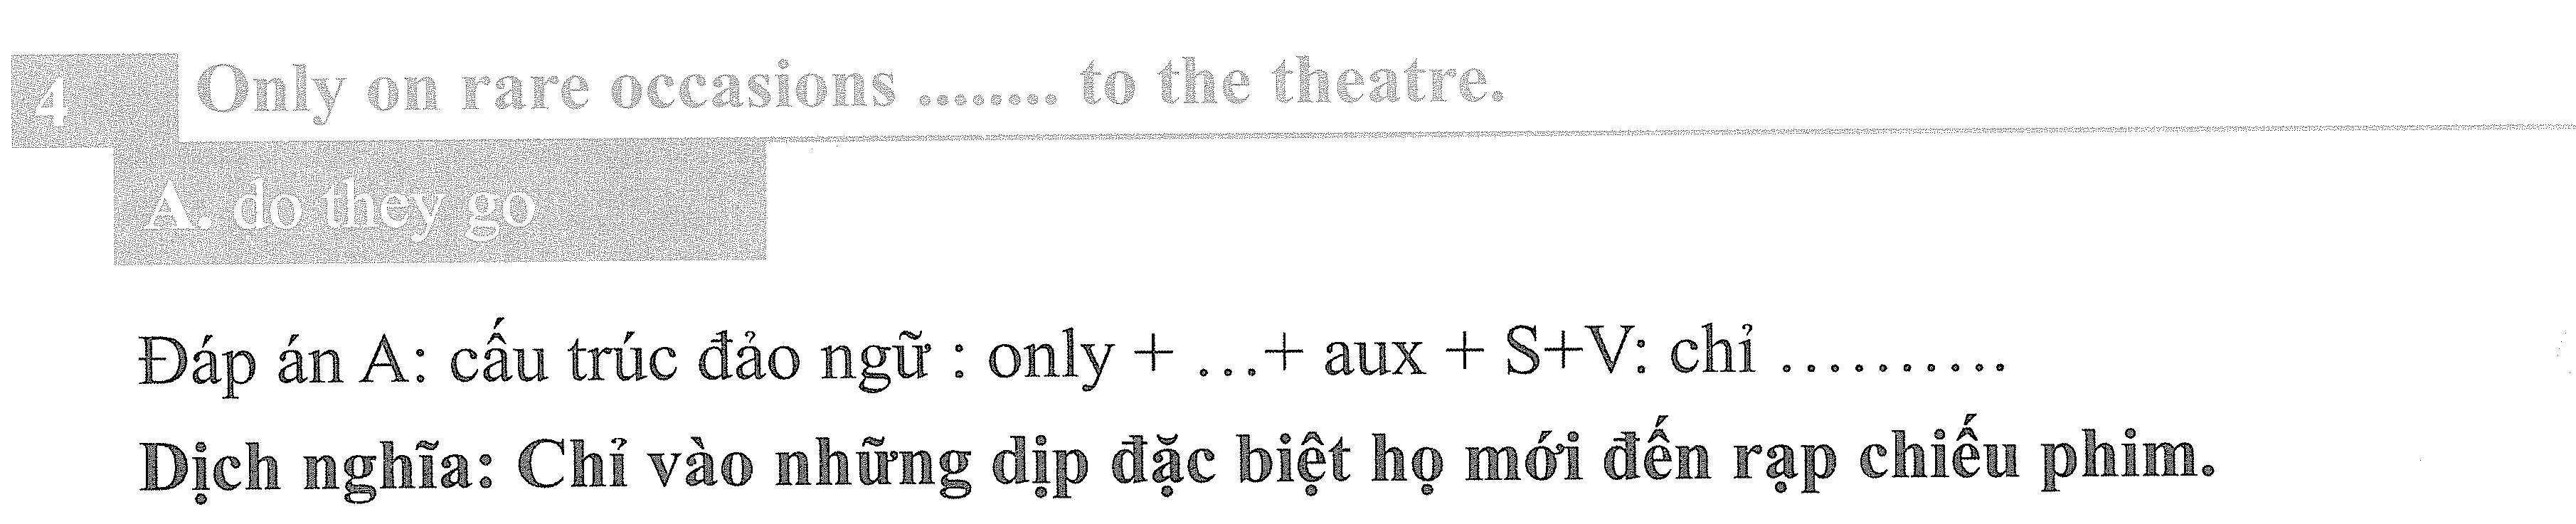 4 Only on rare occasions ........ to the theatre.
A. do they go
Đáp án A: cấu trúc đảo ngữ : only + ...+ aux + S+V: chỉ ..........
Dịch nghĩa: Chỉ vào những dịp đặc biệt họ mới đến rạp chiếu phim.